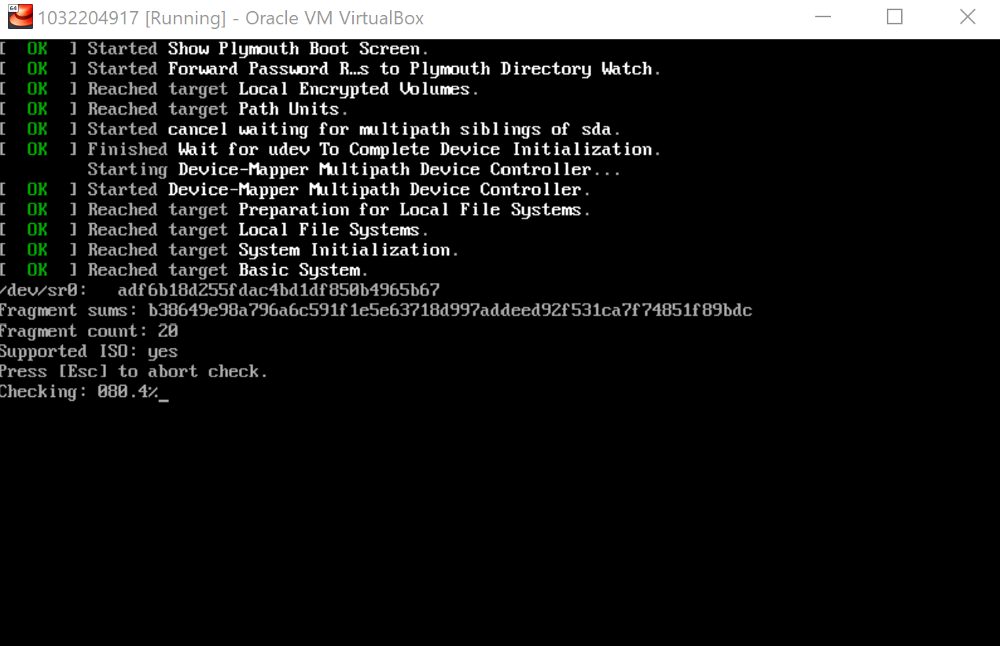 64
1032204917 [Running] - Oracle VM VirtualBox
[  OK  ] Started Show Plymouth Boot Screen.
[  OK  ] Started Forward Password R…s to Plymouth Directory Watch.
[  OK  ] Reached target Local Encrypted Volumes.
[  OK  ] Reached target Path Units.
[  OK  ] Started cancel waiting for multipath siblings of sda.
[  OK  ] Finished Wait for udev To Complete Device Initialization.
         Starting Device-Mapper Multipath Device Controller...
[  OK  ] Started Device-Mapper Multipath Device Controller.
[  OK  ] Reached target Preparation for Local File Systems.
[  OK  ] Reached target Local File Systems.
[  OK  ] Reached target System Initialization.
[  OK  ] Reached target Basic System.
/dev/sr0:   adf6b18d255fdac4bd1df850b4965b67
Fragment sums: b38649e98a796a6c591f1e5e63718d997addeed92f531ca7f74851f89bdc
Fragment count: 20
Supported ISO: yes
Press [Esc] to abort check.
Checking: 080.4%_